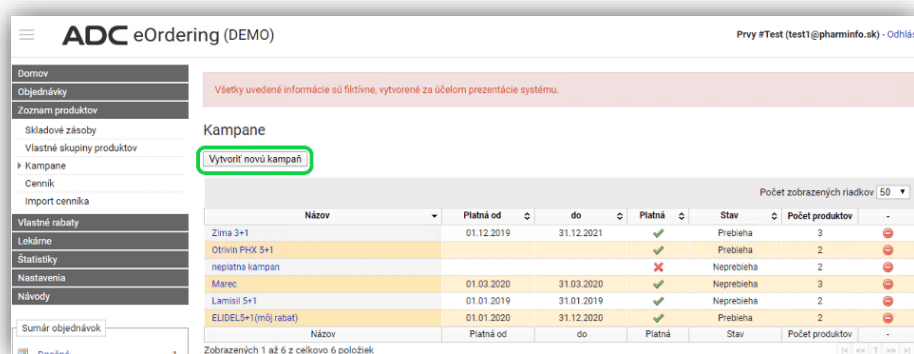 ADC eOrdering (DEMO)
Prvy #Test (test1@pharminfo.sk) - Odhlás
Domov
Objednávky
Zoznam produktov
Skladové zásoby
Vlastné skupiny produktov
Kampane
Cenník
Import cenníka
Vlastné rabaty
Lekárne
Štatistiky
Nastavenia
Návody
Sumár objednávok
Všetky uvedené informácie sú fiktívne, vytvorené za účelom prezentácie systému.
Kampane
Vytvoriť novú kampaň
Počet zobrazených riadkov 50
Názov Platná od do Platná Stav Počet produktov -
Zima 3+1 01.12.2019 31.12.2021 Prebieha 3
Otrivin PHX 5+1 Prebieha 2
neplatna kampan Neprebieha 2
Marec 01.03.2020 31.03.2020 Neprebieha 3
Lamisil 5+1 01.01.2019 31.01.2019 Neprebieha 2
ELIDEL5+1(môj rabat) 01.01.2020 31.12.2020 Prebieha 2
Názov Platná od do Platná Stav Počet produktov -
Zobrazených 1 až 6 z celkovo 6 položiek
|< << 1 >> >|